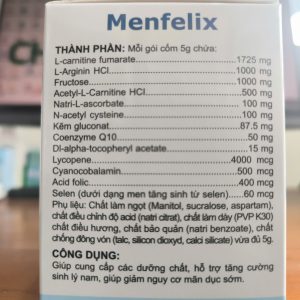 Menfelix
THÀNH PHẦN: Mỗi gói cốm 5g chứa:
L-carnitine fumarate 1725 mg
L-Arginin HCl 1000 mg
Fructose 1000 mg
Acetyl-L-Carnitine HCl 500 mg
Natri-L-ascorbate 100 mg
N-acetyl cysteine 100 mg
Kẽm gluconat 87.5 mg
Coenzyme Q10 50 mg
Dl-alpha-tocopheryl acetate 15 mg
Lycopene 4000 mcg
Cyanocobalamin 500 mcg
Acid folic 400 mcg
Selen (dưới dạng men tăng sinh từ selen) 60 mcg
Phụ liệu: Chất làm ngọt (Manitol, sucralose, aspartam),
chất điều chỉnh độ acid (natri citrat), chất làm dày (PVP K30)
chất điều hương, chất bảo quản (natri benzoate), chất
chống đông vón (talc, silicon dioxyd, calci silicate) vừa đủ 5g.
CÔNG DỤNG:
Giúp cung cấp các dưỡng chất, hỗ trợ tăng cường
sinh lý nam, giúp giảm nguy cơ mãn dục sớm.